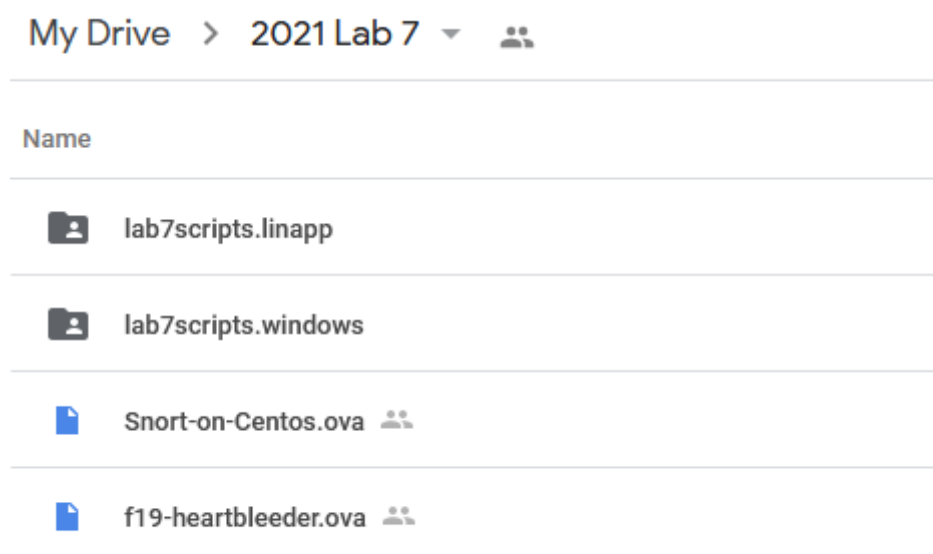 My Drive > 2021 Lab 7
Name
lab7scripts.linapp
lab7scripts.windows
Snort-on-Centos.ova
f19-heartbleeder.ova